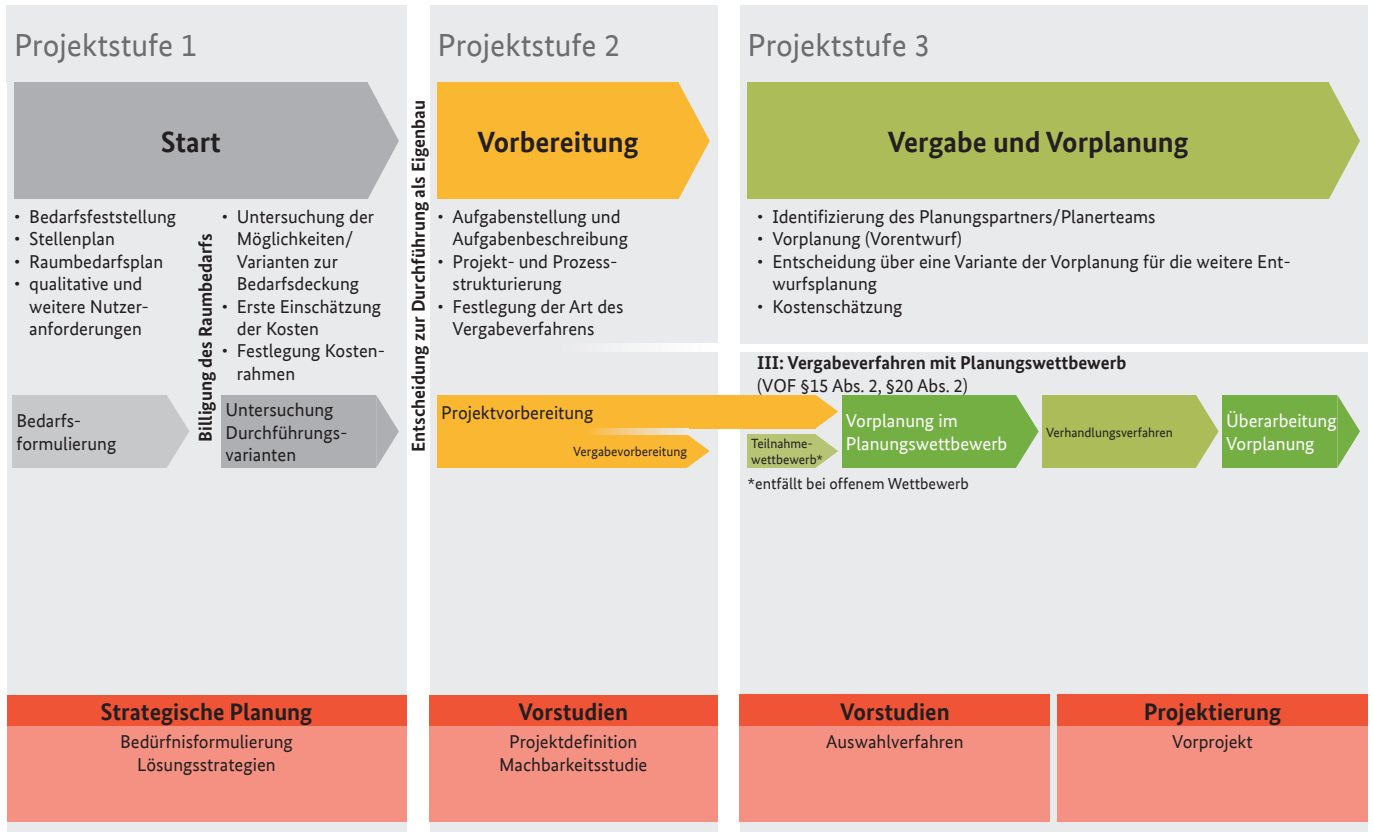 Projektstufe 1
Start
• Bedarfsfeststellung
• Stellenplan
• Raumbedarfsplan
• qualitative und
weitere Nutzer-
anforderungen
Billigung des Raumbedarfs
• Untersuchung der
Möglichkeiten/
Varianten zur
Bedarfsdeckung
• Erste Einschätzung
der Kosten
• Festlegung Kosten-
rahmen
Bedarfs-
formulierung
Untersuchung
Durchführungs-
varianten
Entscheidung zur Durchführung als Eigenbau
Projektstufe 2
Vorbereitung
• Aufgabenstellung und
Aufgabenbeschreibung
• Projekt- und Prozess-
strukturierung
• Festlegung der Art des
Vergabeverfahrens
Projektvorbereitung
Vergabevorbereitung
Projektstufe 3
Vergabe und Vorplanung
• Identifizierung des Planungspartners/Planerteams
• Vorplanung (Vorentwurf)
• Entscheidung über eine Variante der Vorplanung für die weitere Ent-
wurfsplanung
• Kostenschätzung
III: Vergabeverfahren mit Planungswettbewerb
(VOF §15 Abs. 2, §20 Abs. 2)
Teilnahme-
wettbewerb*
Vorplanung im
Planungswettbewerb
Verhandlungsverfahren
Überarbeitung
Vorplanung
*entfällt bei offenem Wettbewerb
Strategische Planung
Bedürfnisformulierung
Lösungsstrategien
Vorstudien
Projektdefinition
Machbarkeitsstudie
Vorstudien
Auswahlverfahren
Projektierung
Vorprojekt